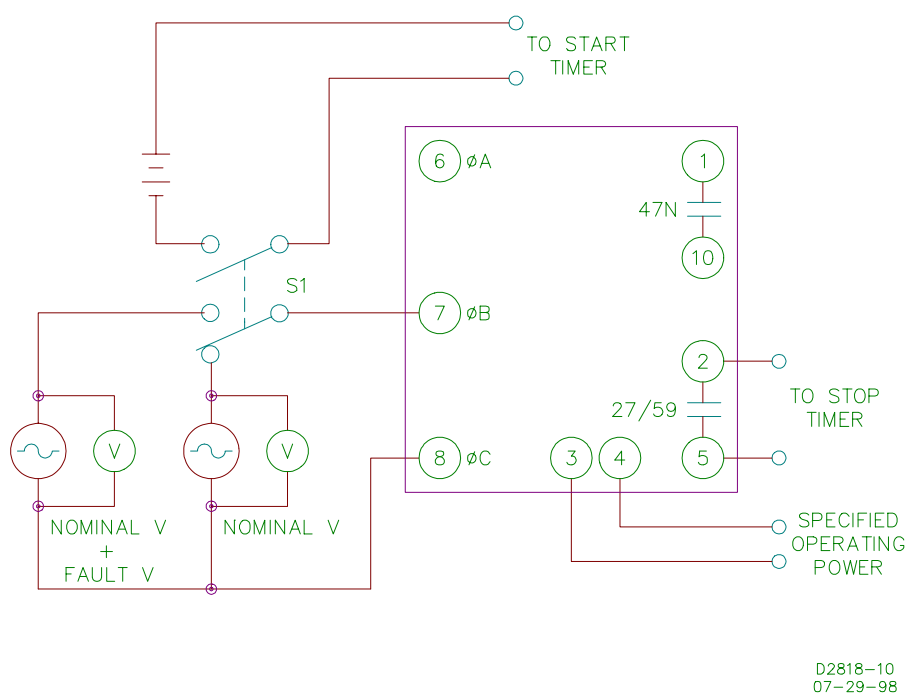 TO START
TIMER
6 øA
1
47N
10
S1
7 øB
2
TO STOP
TIMER
27/59
V
V
8 øC
3
4
5
NOMINAL V
+
FAULT V
NOMINAL V
SPECIFIED
OPERATING
POWER
D2818-10
07-29-98